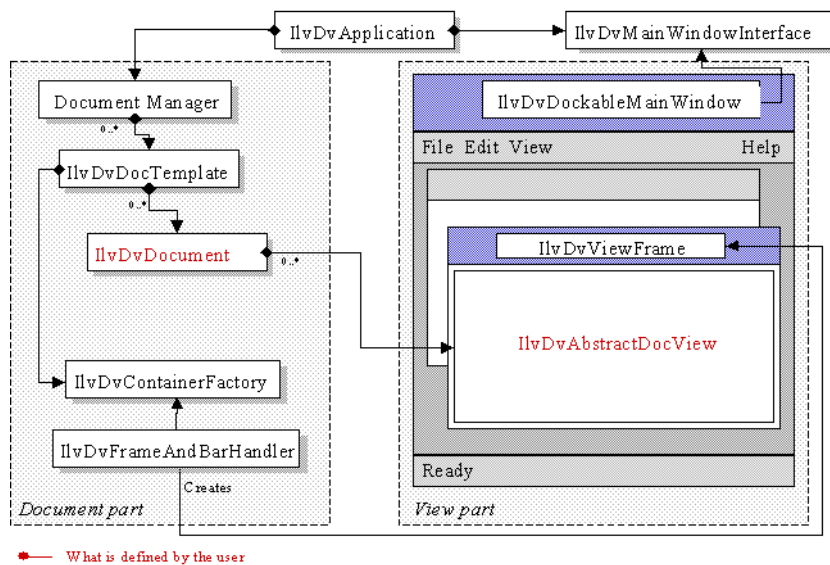 IlvDvApplication
IlvDvMainWindowInterface
Document Manager
0..*
IlvDvDocTemplate
0..*
IlvDvDocument
0..*
IlvDvContainerFactory
IlvDvFrameAndBarHandler
Creates
Document part
IlvDvDockableMainWindow
File Edit View Help
IlvDvViewFrame
IlvDvAbstractDocView
Ready
View part
What is defined by the user